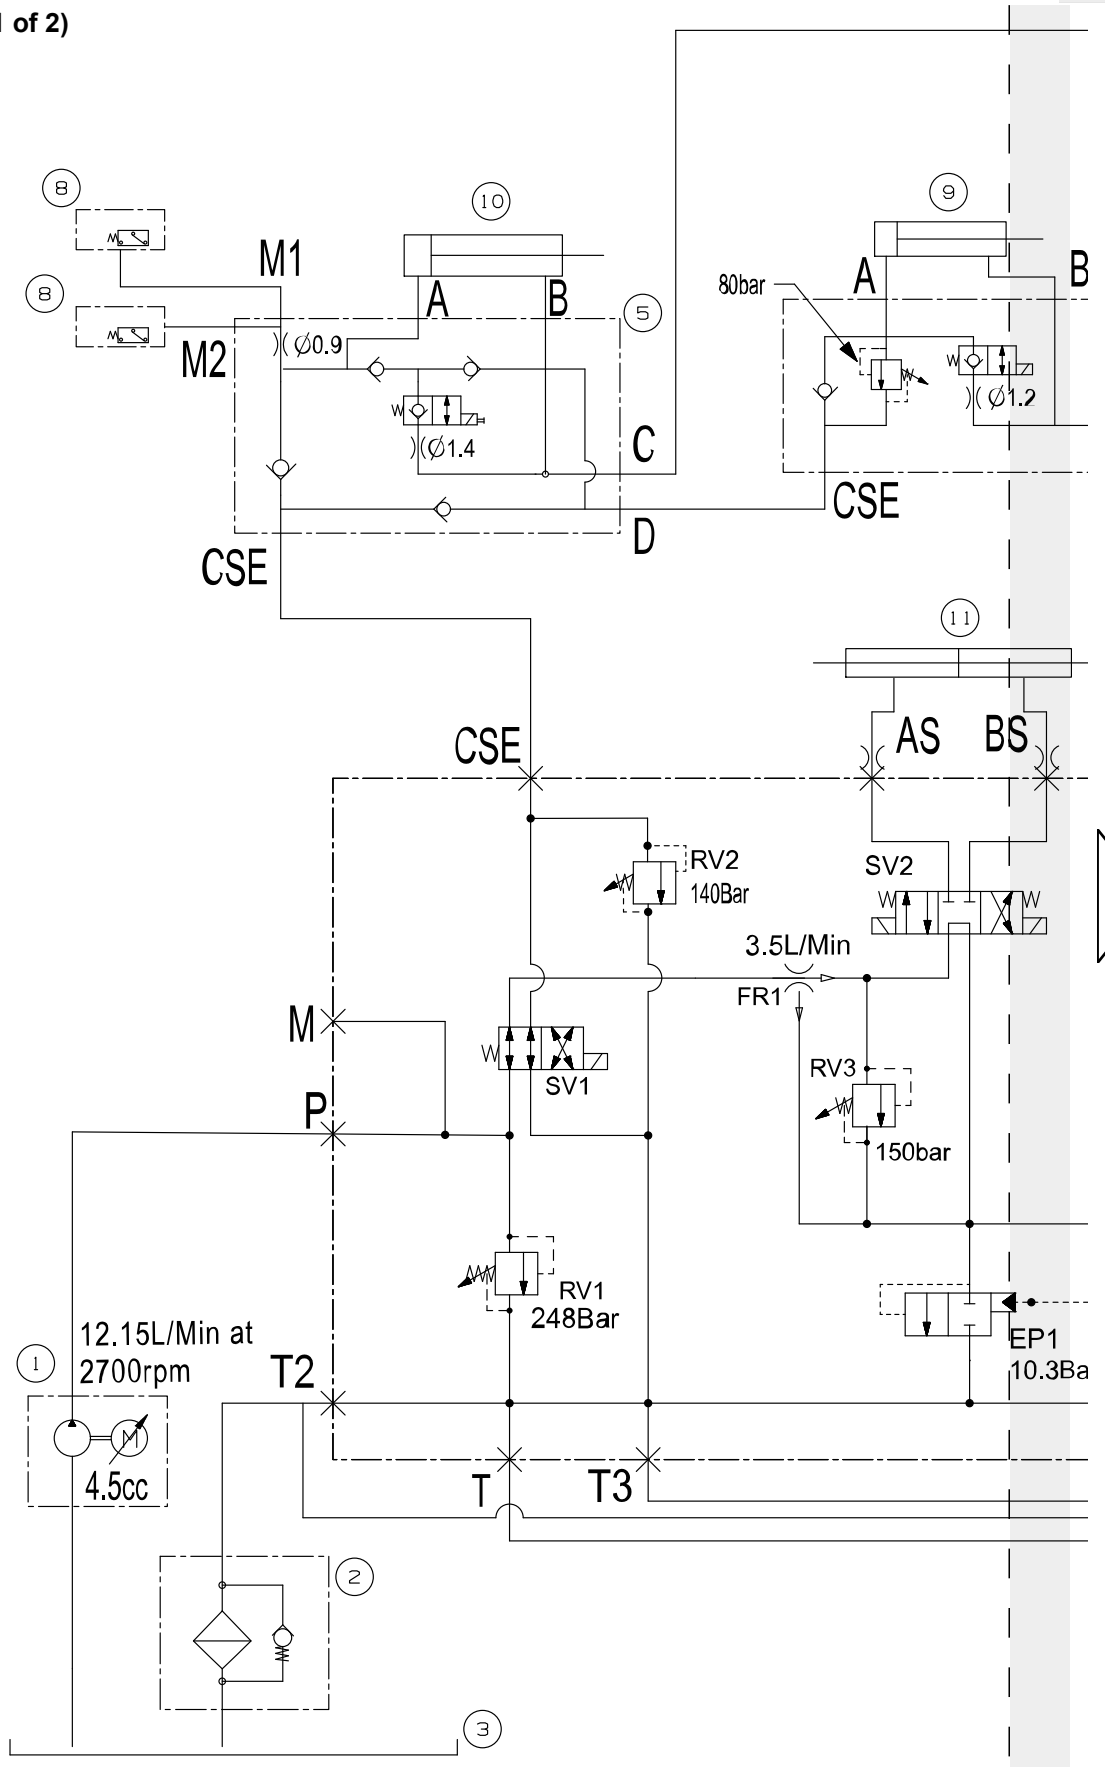 of 2)
8
10
9
M1
A
B
A
B
80bar
8
5
M2
Ø0.9
Ø1.2
Ø1.4
C
CSE
D
CSE
11
CSE
AS
BS
RV2
140Bar
SV2
3.5L/Min
FR1
M
SV1
RV3
P
150bar
RV1
248Bar
12.15L/Min at
2700rpm
1
T2
EP1
10.3Ba
M
4.5cc
T
T3
2
3